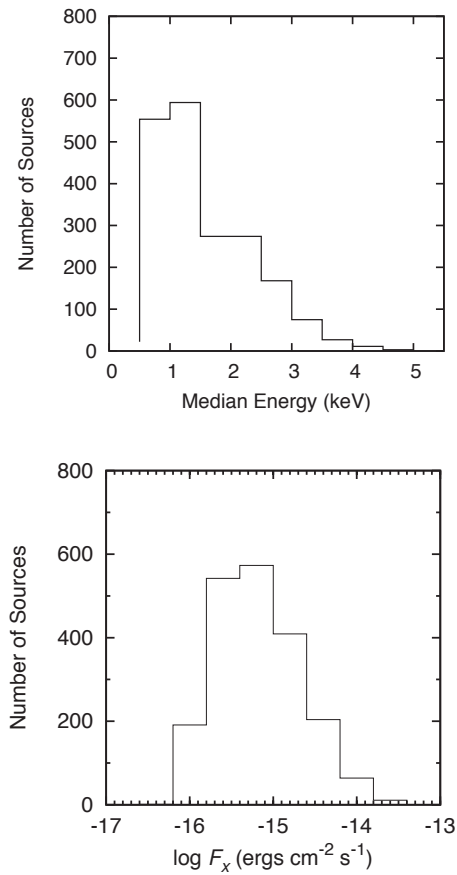 800
700
600
500
400
300
200
100
0
Number of Sources
0 1 2 3 4 5
Median Energy (keV)
800
600
400
200
0
Number of Sources
-17 -16 -15 -14 -13
log Fx (ergs cm-2 s-1)